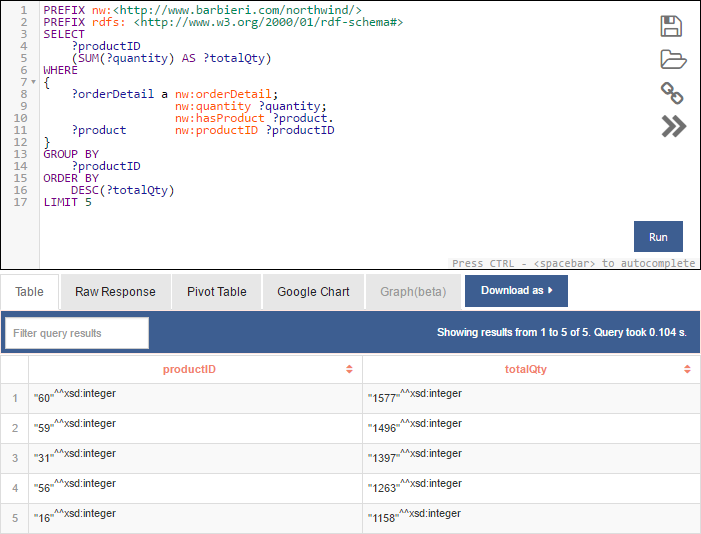 1 PREFIX nw:<http://www.barbieri.com/northwind/>
2 PREFIX rdfs: <http://www.w3.org/2000/01/rdf-schema#>
3 SELECT
4 ?productID
5 (SUM(?quantity) AS ?totalQty)
6 WHERE
7 {
8 ?orderDetail a nw:orderDetail;
9 nw:quantity ?quantity;
10 nw:hasProduct ?product.
11 ?product nw:productID ?productID
12 }
13 GROUP BY
14 ?productID
15 ORDER BY
16 DESC(?totalQty)
17 LIMIT 5
Run
Press CTRL - <spacebar> to autocomplete
Table Raw Response Pivot Table Google Chart Graph(beta) Download as
Filter query results Showing results from 1 to 5 of 5. Query took 0.104 s.
productID totalQty
1 "60"^^xsd:integer "1577"^^xsd:integer
2 "59"^^xsd:integer "1496"^^xsd:integer
3 "31"^^xsd:integer "1397"^^xsd:integer
4 "56"^^xsd:integer "1263"^^xsd:integer
5 "16"^^xsd:integer "1158"^^xsd:integer